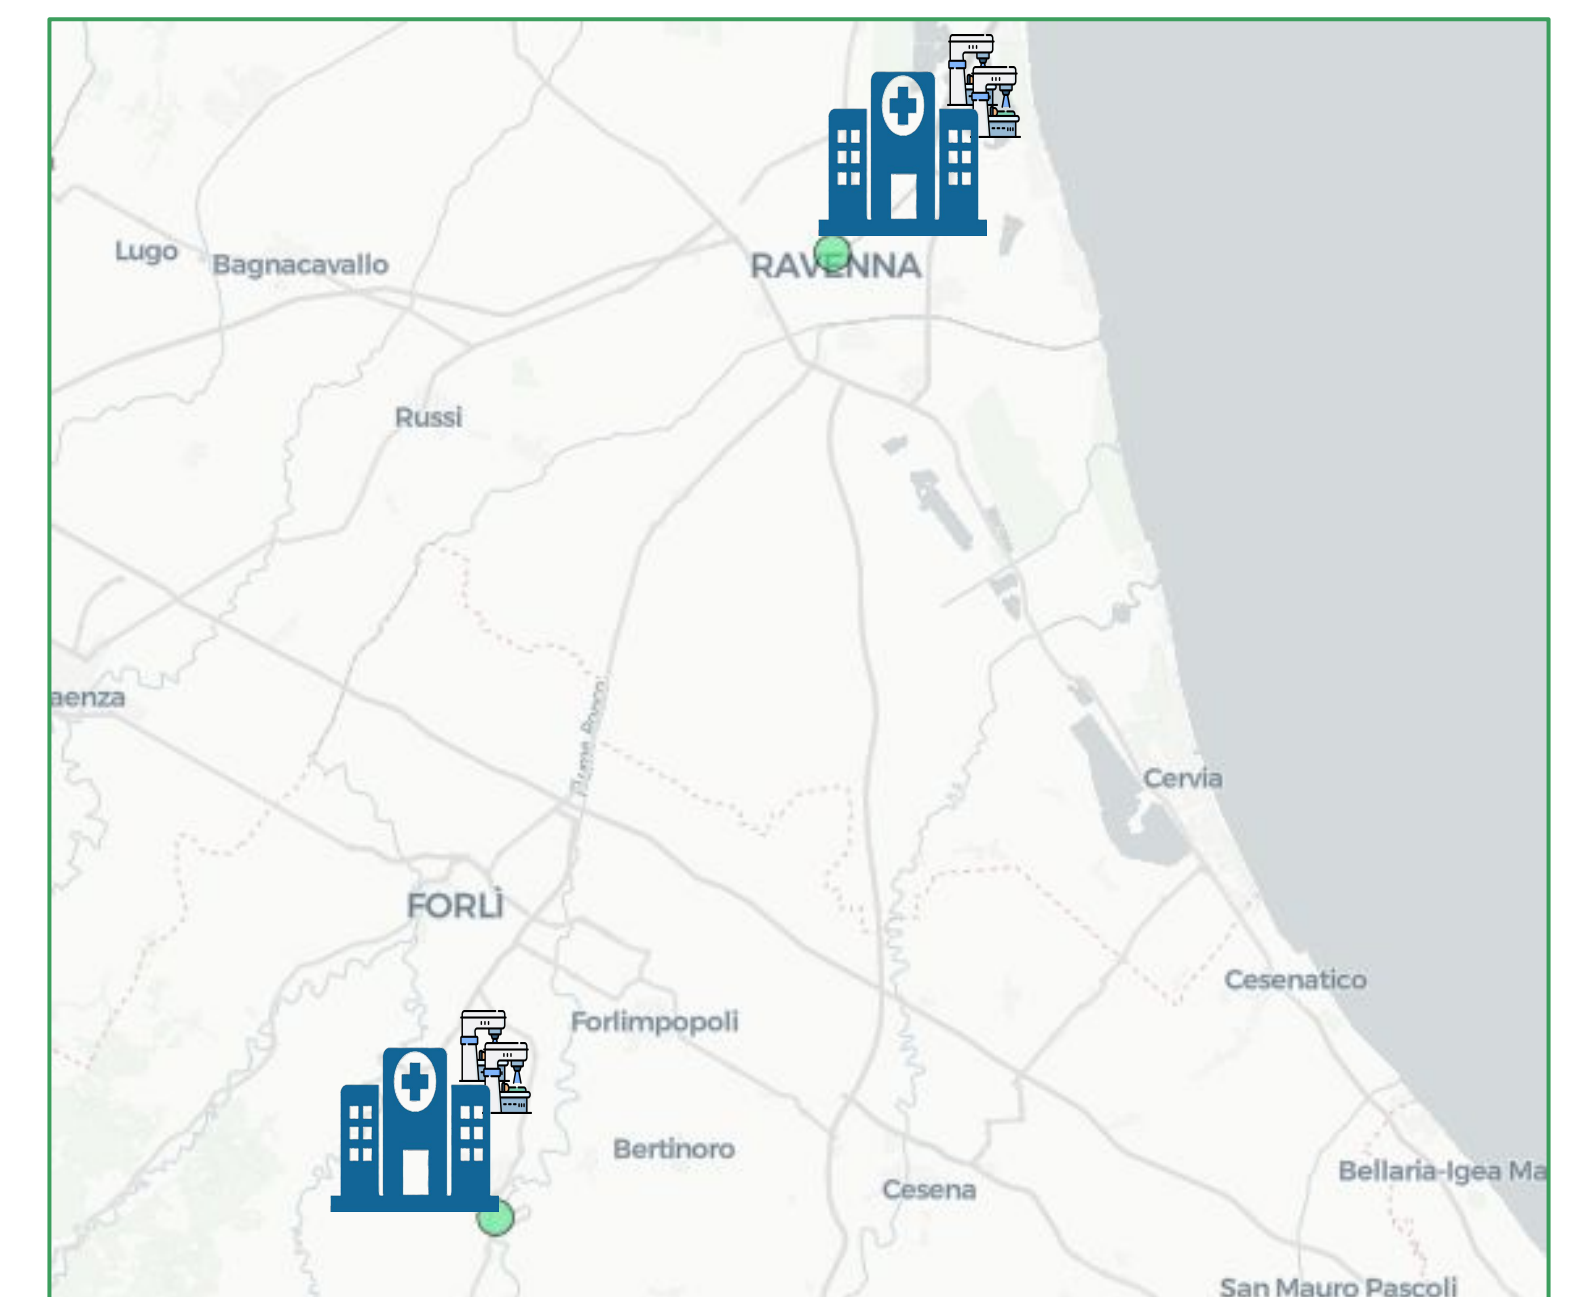 Lugo
Bagnacavallo
RAVENNA
Russi
aenza
Cervia
FORLÌ
Cesenatico
Forlimpopoli
Bertinoro
Cesena
Bellaria-Igea Ma
San Mauro Pascoli